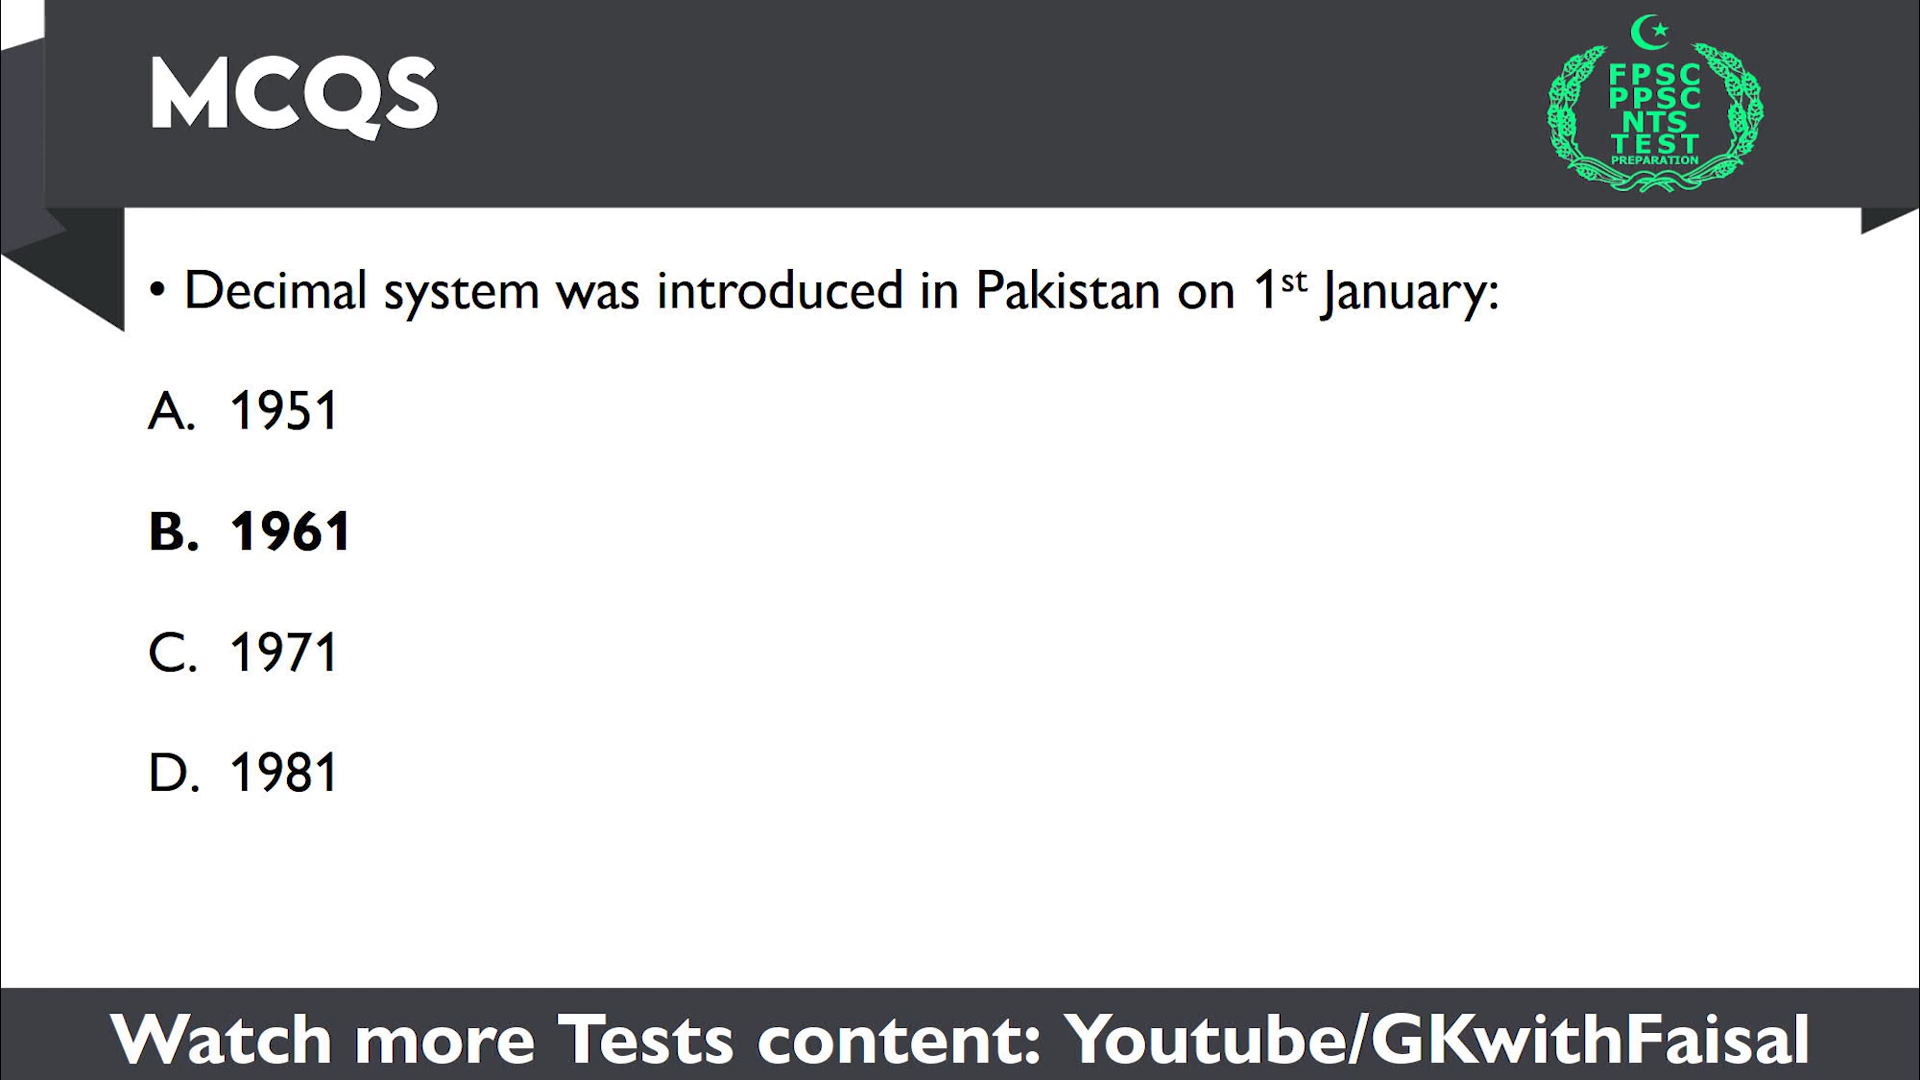 MCQS
FPSC
PPSC
NTS
TEST
PREPARATION
• Decimal system was introduced in Pakistan on 1st January:
A. 1951
B. 1961
C. 1971
D. 1981
Watch more Tests content: Youtube/GKwithFaisal